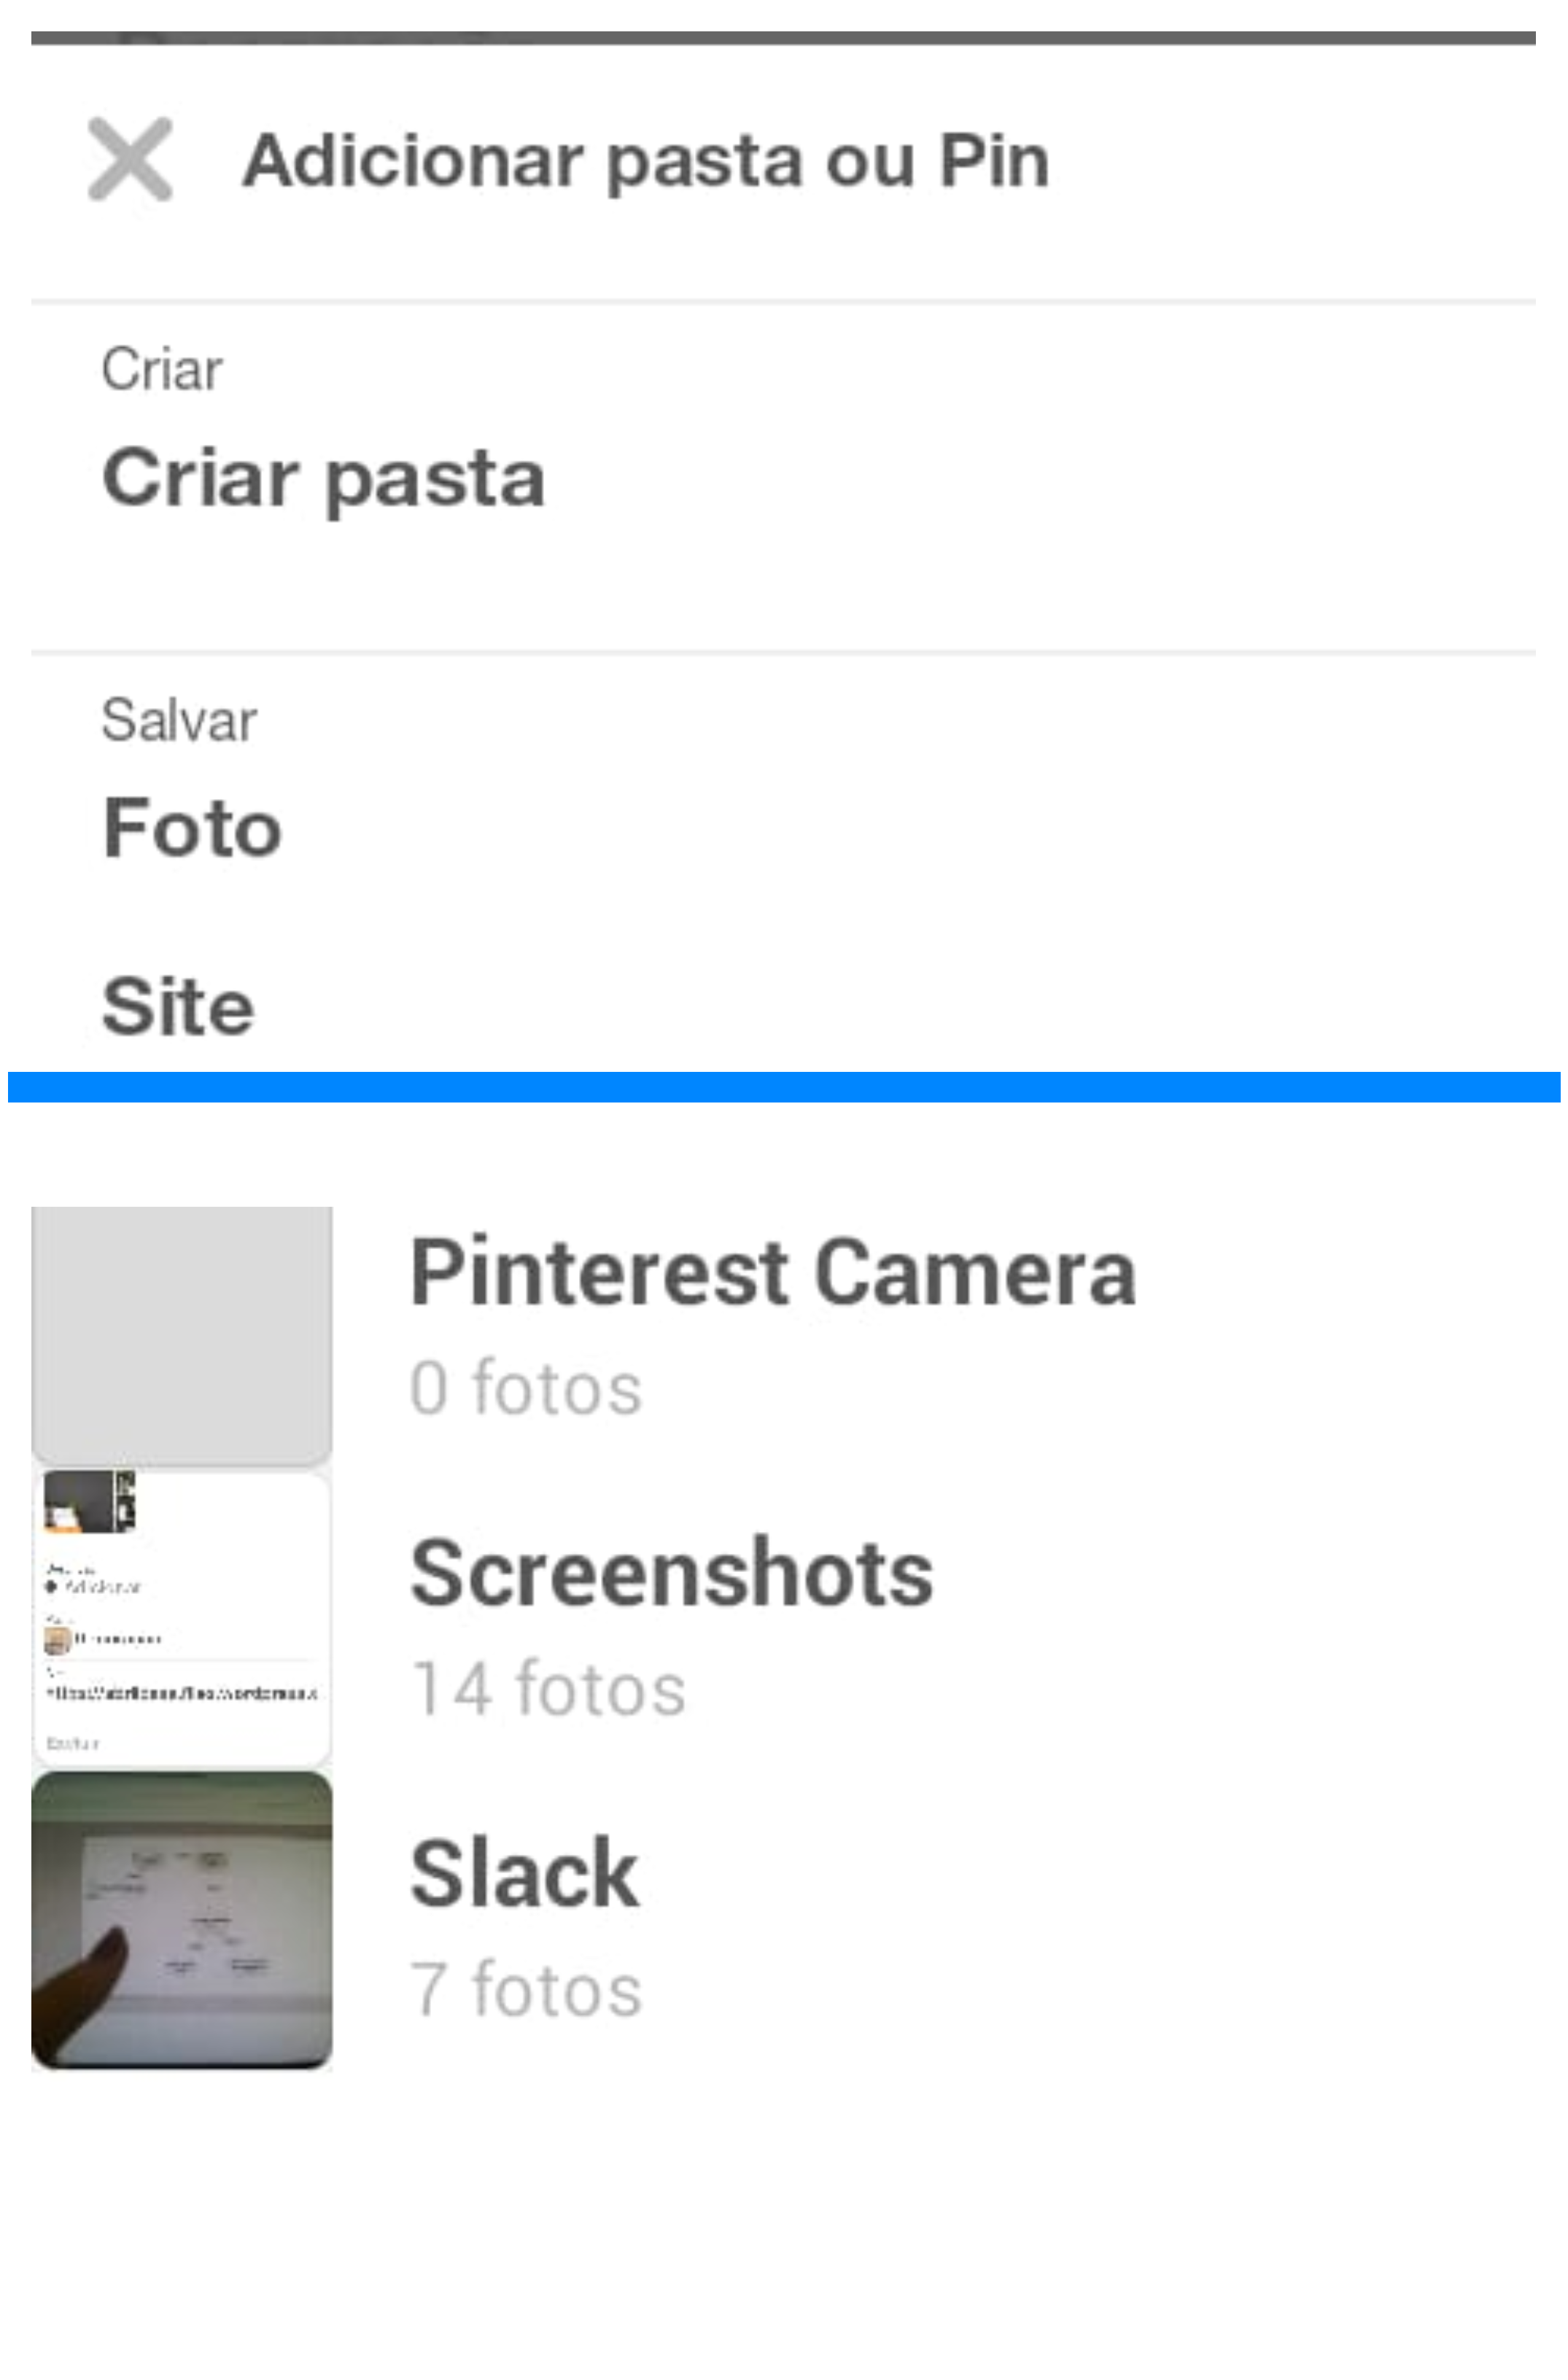 Adicionar pasta ou Pin
Criar
Criar pasta
Salvar
Foto
Site
Pinterest Camera
0 fotos
Screenshots
14 fotos
Adicionar
Slack
7 fotos